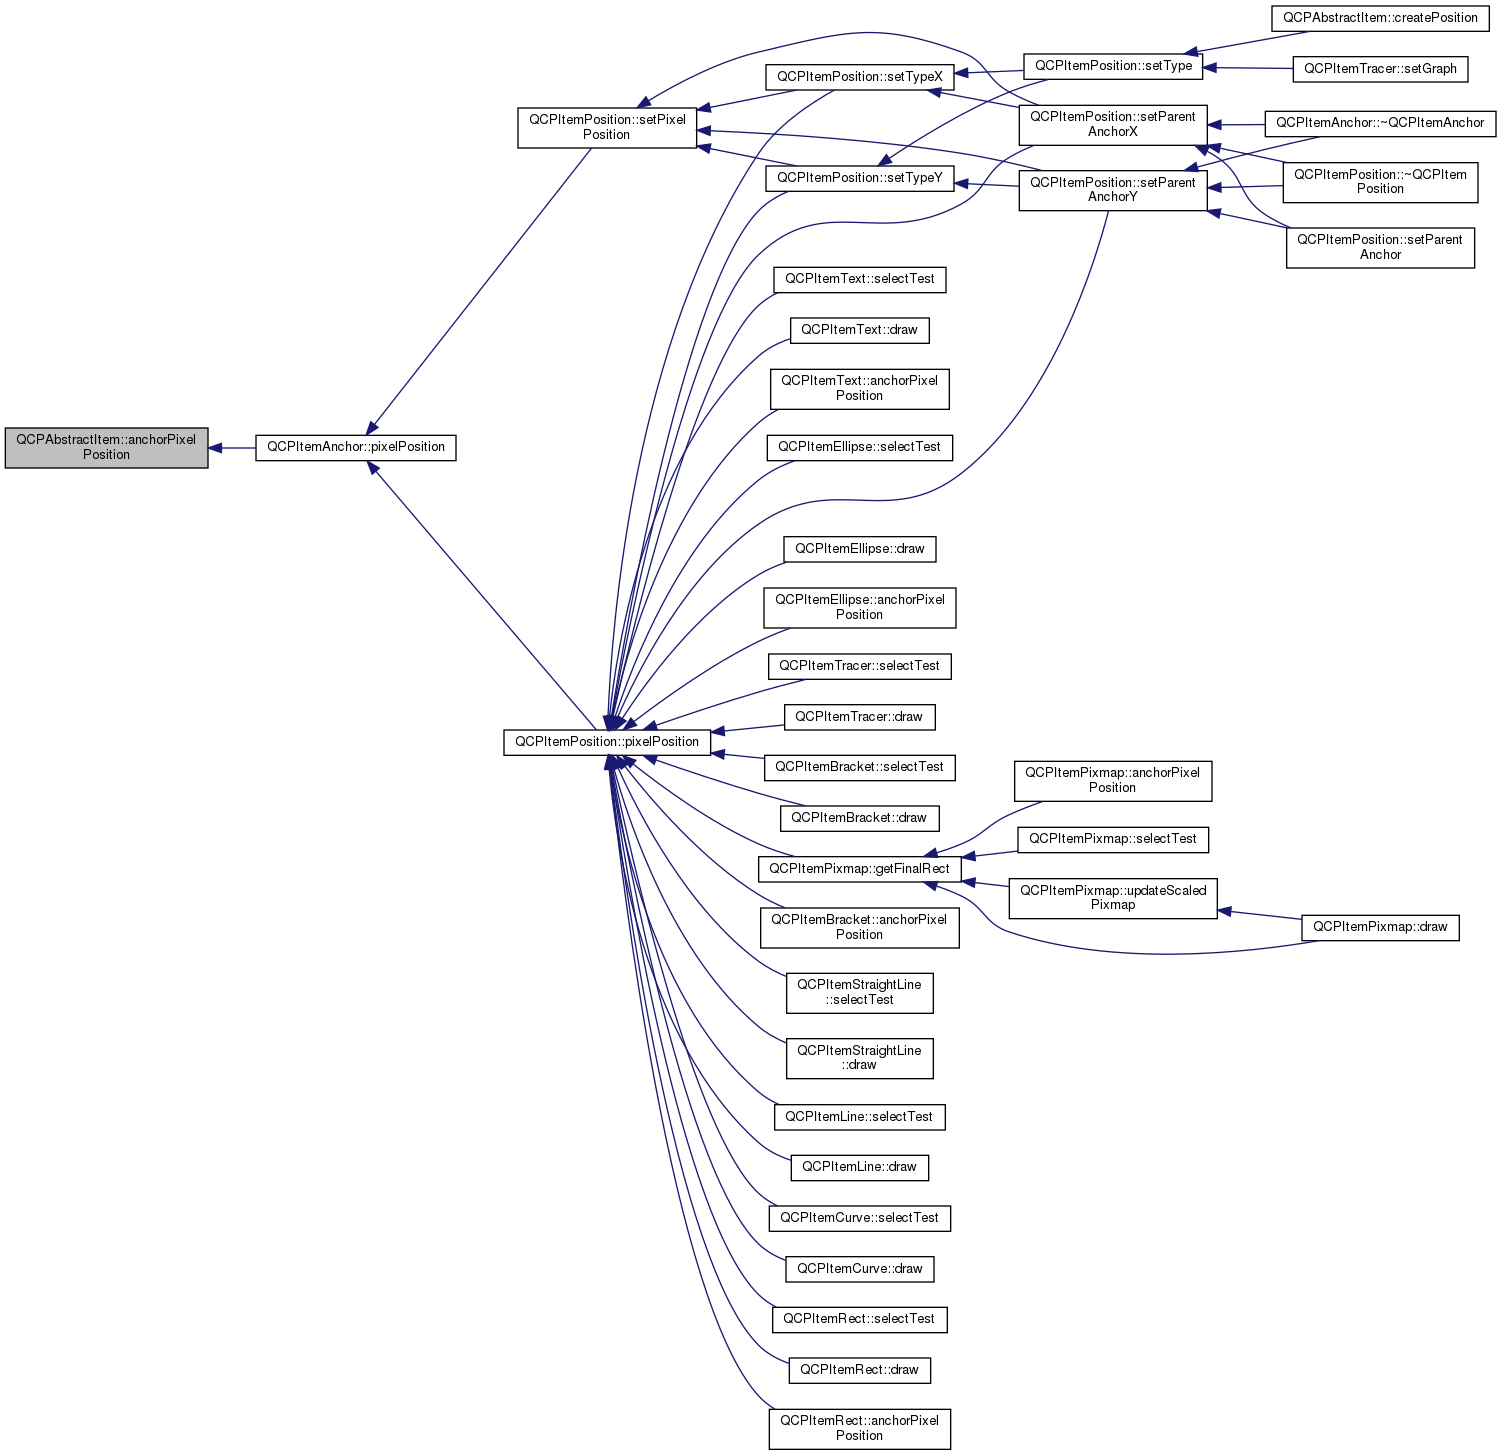 QCPAbstractItem::anchorPixel
Position
QCPItemAnchor::pixelPosition
QCPItemPosition::setPixel
Position
QCPItemPosition::pixelPosition
QCPItemPosition::setTypeX
QCPItemPosition::setTypeY
QCPItemText::selectTest
QCPItemText::draw
QCPItemText::anchorPixel
Position
QCPItemEllipse::selectTest
QCPItemEllipse::draw
QCPItemEllipse::anchorPixel
Position
QCPItemTracer::selectTest
QCPItemTracer::draw
QCPItemBracket::selectTest
QCPItemBracket::draw
QCPItemPixmap::getFinalRect
QCPItemBracket::anchorPixel
Position
QCPItemStraightLine
::selectTest
QCPItemStraightLine
::draw
QCPItemLine::selectTest
QCPItemLine::draw
QCPItemCurve::selectTest
QCPItemCurve::draw
QCPItemRect::selectTest
QCPItemRect::draw
QCPItemRect::anchorPixel
Position
QCPItemPosition::setType
QCPItemPosition::setParent
AnchorX
QCPItemPosition::setParent
AnchorY
QCPItemPixmap::anchorPixel
Position
QCPItemPixmap::selectTest
QCPItemPixmap::updateScaled
Pixmap
QCPAbstractItem::createPosition
QCPItemTracer::setGraph
QCPItemAnchor::~QCPItemAnchor
QCPItemPosition::~QCPItem
Position
QCPItemPosition::setParent
Anchor
QCPItemPixmap::draw